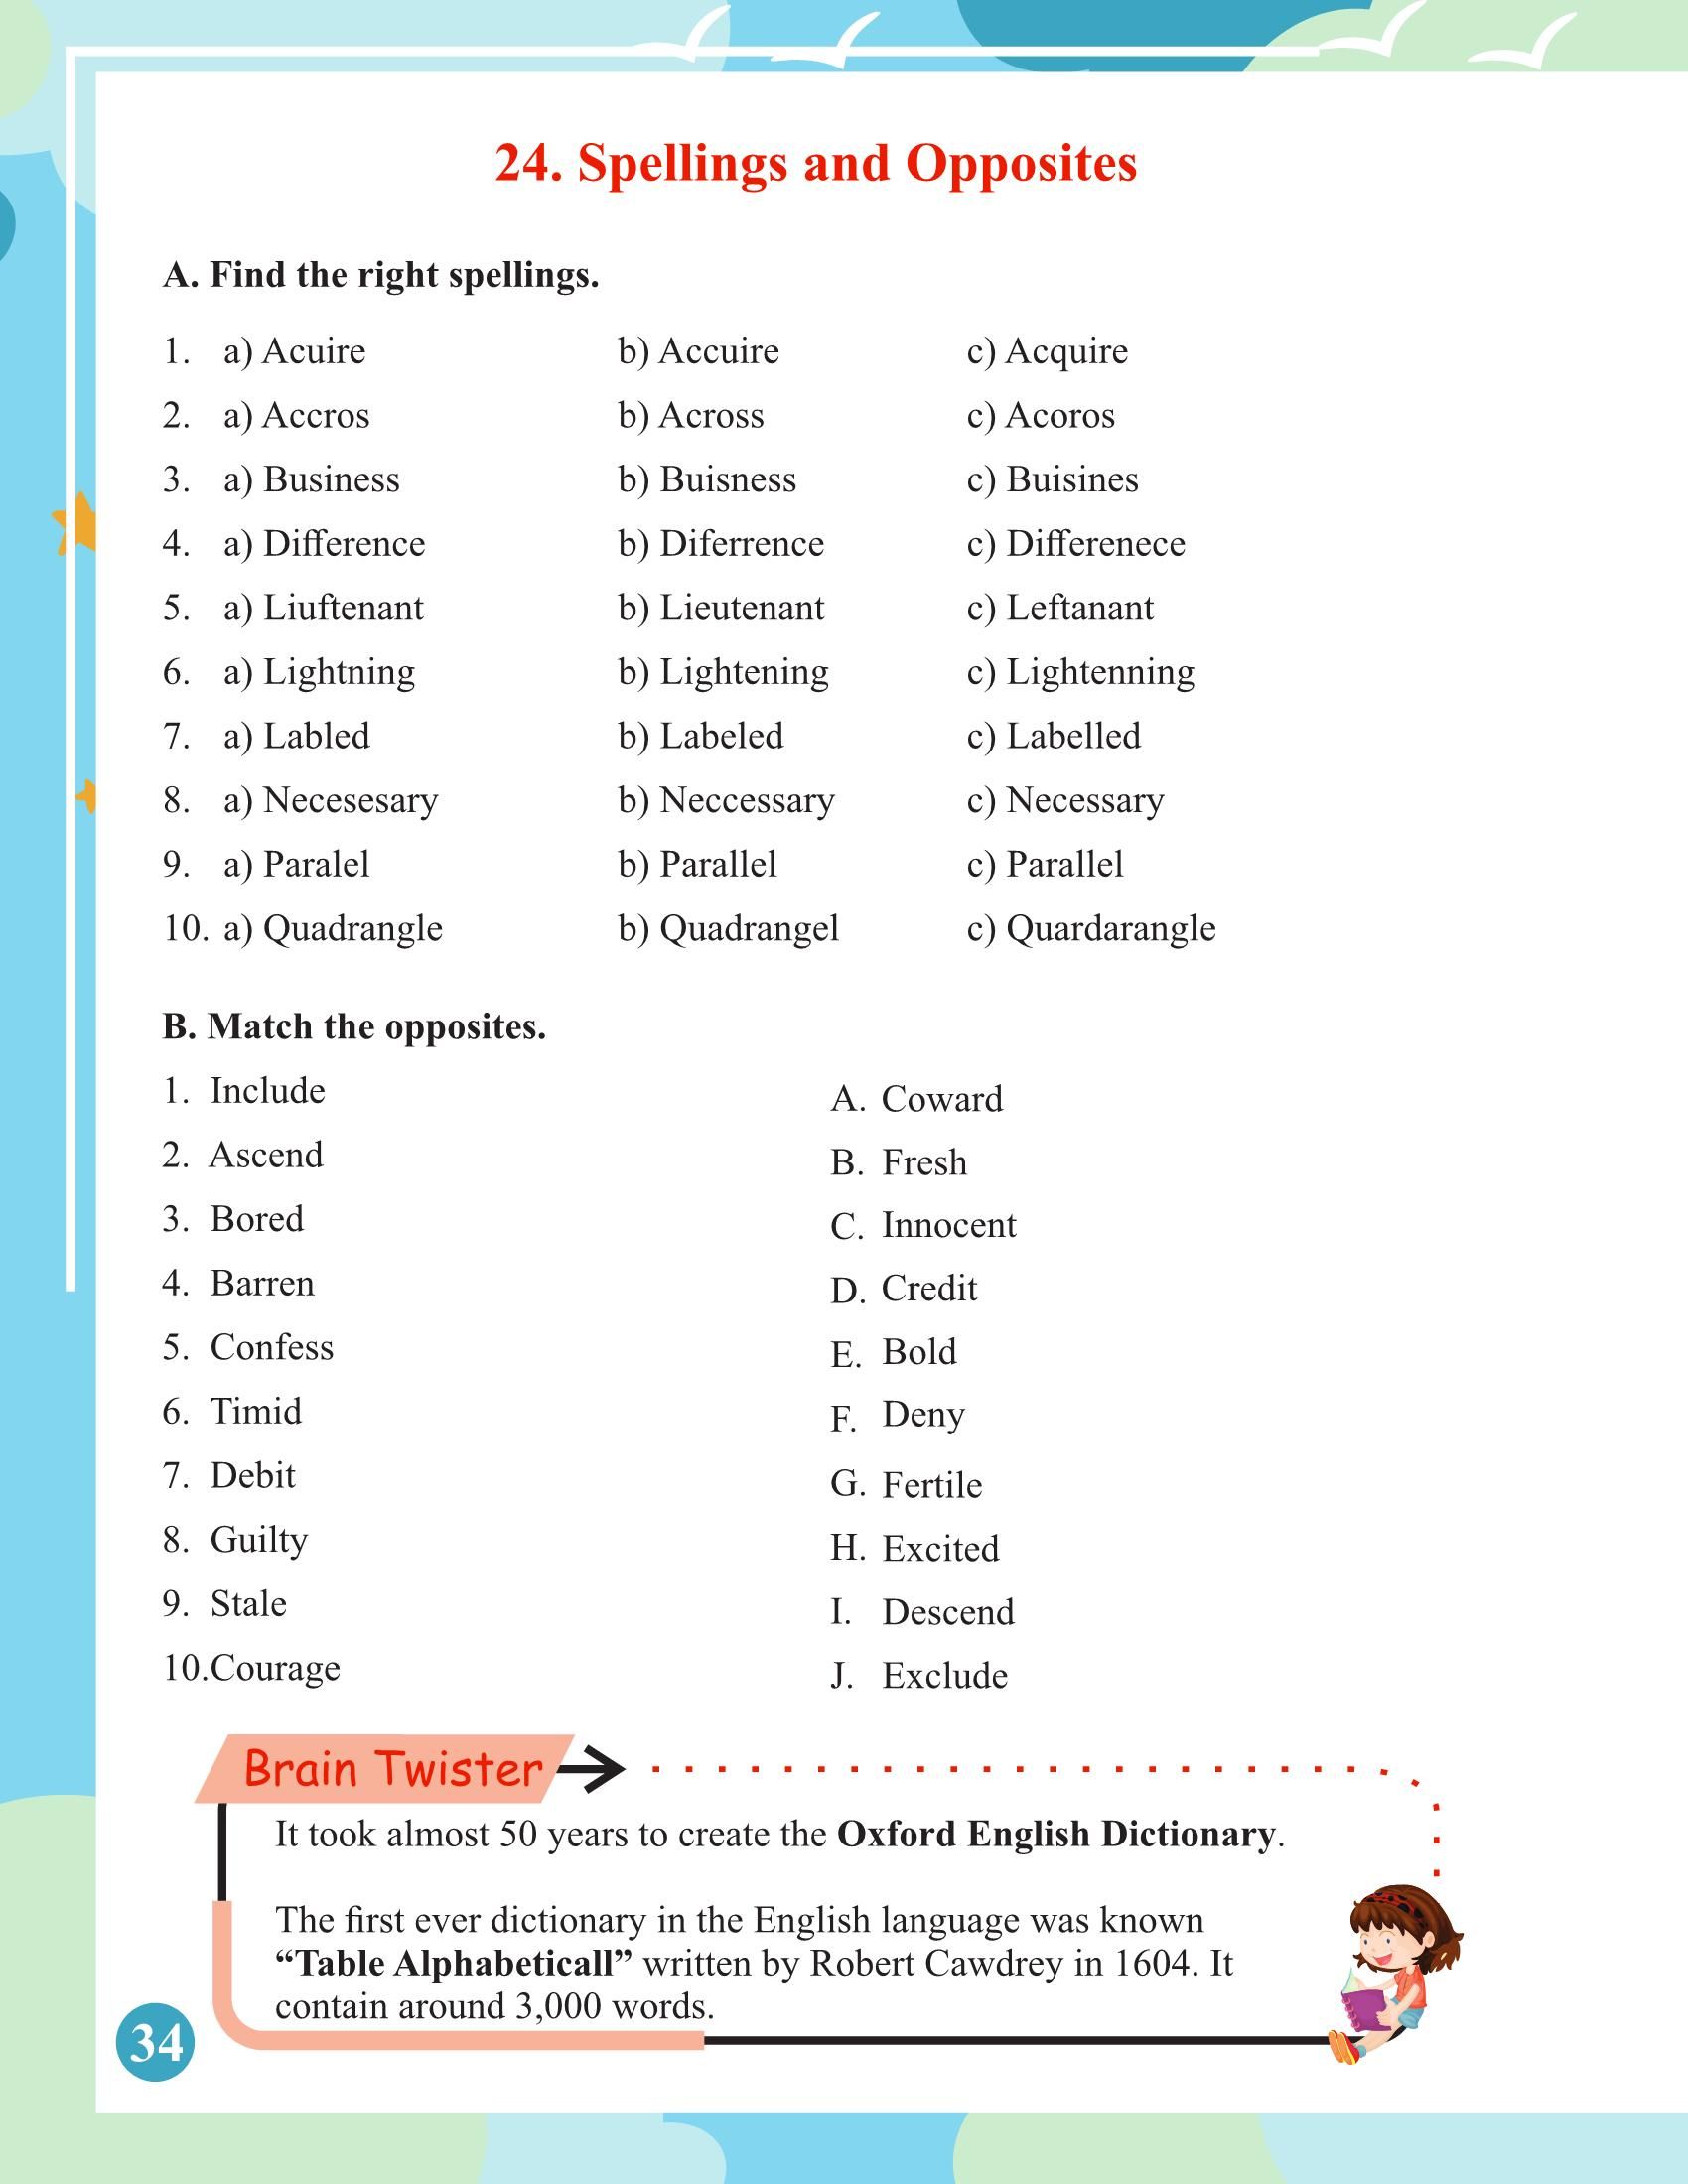 24. Spellings and Opposites
A. Find the right spellings.
1. a) Acuire b) Accuire c) Acquire
2. a) Accros b) Across c) Acoros
3. a) Business b) Buisness c) Buisines
4. a) Difference b) Diferrence c) Differenece
5. a) Liuftenant b) Lieutenant c) Leftanant
6. a) Lightning b) Lightening c) Lightenning
7. a) Labled b) Labeled c) Labelled
8. a) Necesesary b) Neccessary c) Necessary
9. a) Paralel b) Parallel c) Parallel
10. a) Quadrangle b) Quadrangel c) Quardarangle
B. Match the opposites.
1. Include A. Coward
2. Ascend B. Fresh
3. Bored C. Innocent
4. Barren D. Credit
5. Confess E. Bold
6. Timid F. Deny
7. Debit G. Fertile
8. Guilty H. Excited
9. Stale I. Descend
10.Courage J. Exclude
Brain Twister
It took almost 50 years to create the Oxford English Dictionary.
The first ever dictionary in the English language was known
“Table Alphabeticall” written by Robert Cawdrey in 1604. It
contain around 3,000 words.
34